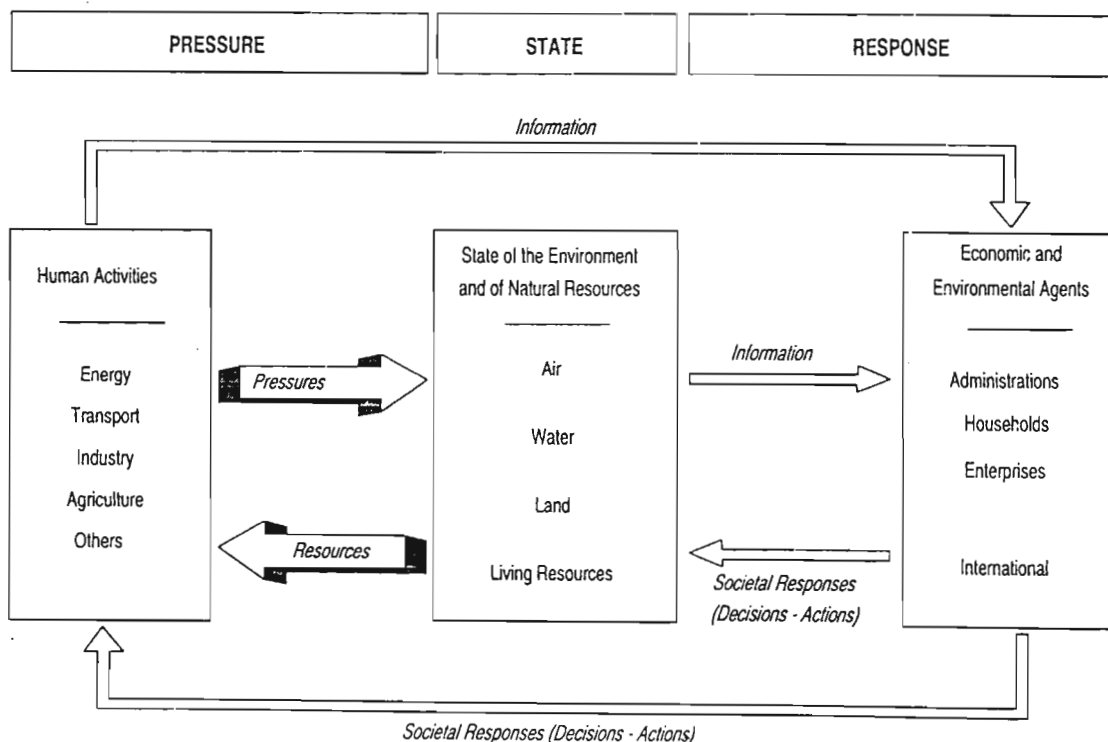 PRESSURE
STATE
RESPONSE
Information
Human Activities
Energy
Transport
Industry
Agriculture
Others
Pressures
Resources
State of the Environment
and of Natural Resources
Air
Water
Land
Living Resources
Information
Societal Responses
(Decisions - Actions)
Economic and
Environmental Agents
Administrations
Households
Enterprises
International
Societal Responses (Decisions - Actions)